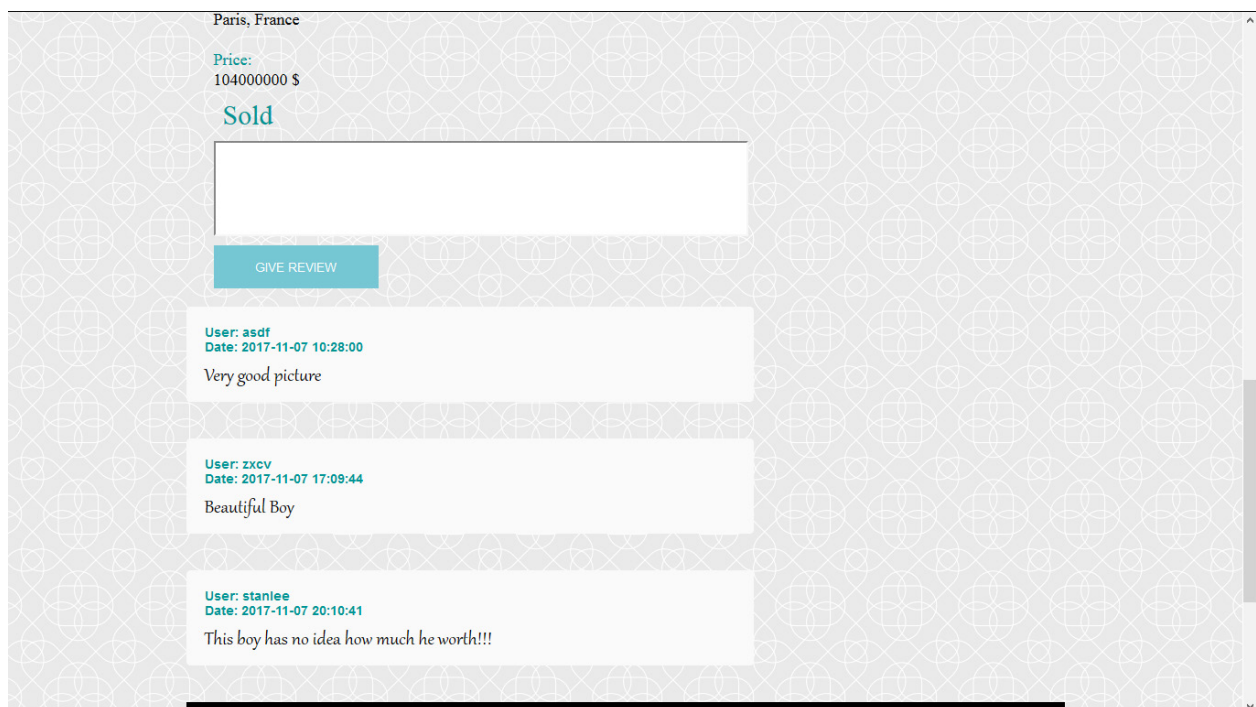 Paris, France
Price:
104000000 $
Sold
GIVE REVIEW
User: asdf
Date: 2017-11-07 10:28:00
Very good picture
User: zxcv
Date: 2017-11-07 17:09:44
Beautiful Boy
User: stanlee
Date: 2017-11-07 20:10:41
This boy has no idea how much he worth!!!